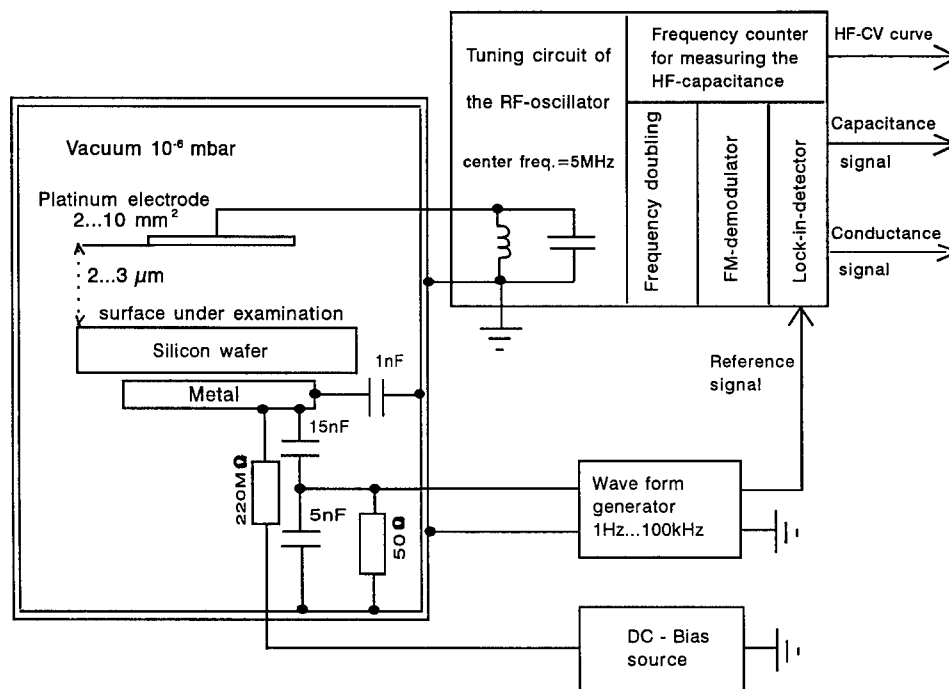 Tuning circuit of
the RF-oscillator
center freq.=5MHz
Frequency counter
for measuring the
HF-capacitance
Frequency doubling
FM-demodulator
Lock-in-detector
HF-CV curve
Capacitance
signal
Conductance
signal
Vacuum 10⁻⁶ mbar
Platinum electrode
2...10 mm²
2...3 µm
surface under examination
Silicon wafer
Metal
1nF
15nF
220MΩ
5nF
50Ω
Reference
signal
Wave form
generator
1Hz...100kHz
DC - Bias
source